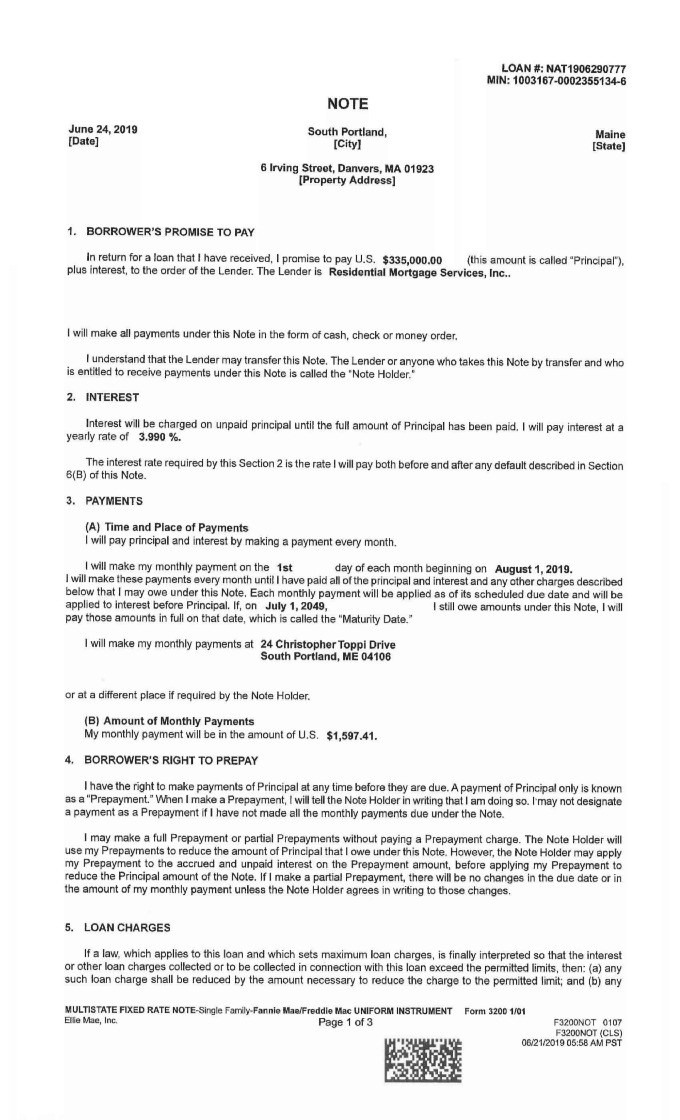 LOAN #: NAT1906290777
MIN: 1003167-0002355134-6
NOTE
June 24, 2019 South Portland, Maine
[Date] [City] [State]
6 Irving Street, Danvers, MA 01923
[Property Address]
1. BORROWER'S PROMISE TO PAY
In return for a loan that I have received, I promise to pay U.S. $335,000.00 (this amount is called "Principal"),
plus interest, to the order of the Lender. The Lender is Residential Mortgage Services, Inc..
I will make all payments under this Note in the form of cash, check or money order.
I understand that the Lender may transfer this Note. The Lender or anyone who takes this Note by transfer and who
is entitled to receive payments under this Note is called the "Note Holder."
2. INTEREST
Interest will be charged on unpaid principal until the full amount of Principal has been paid. I will pay interest at a
yearly rate of 3.990 %.
The interest rate required by this Section 2 is the rate I will pay both before and after any default described in Section
6(B) of this Note.
3. PAYMENTS
(A) Time and Place of Payments
I will pay principal and interest by making a payment every month.
I will make my monthly payment on the 1st day of each month beginning on August 1, 2019.
I will make these payments every month until I have paid all of the principal and interest and any other charges described
below that I may owe under this Note. Each monthly payment will be applied as of its scheduled due date and will be
applied to interest before Principal. If, on July 1, 2049, I still owe amounts under this Note, I will
pay those amounts in full on that date, which is called the "Maturity Date."
I will make my monthly payments at 24 Christopher Toppi Drive
South Portland, ME 04106
or at a different place if required by the Note Holder.
(B) Amount of Monthly Payments
My monthly payment will be in the amount of U.S. $1,597.41.
4. BORROWER'S RIGHT TO PREPAY
I have the right to make payments of Principal at any time before they are due. A payment of Principal only is known
as a "Prepayment." When I make a Prepayment, I will tell the Note Holder in writing that I am doing so. I may not designate
a payment as a Prepayment if I have not made all the monthly payments due under the Note.
I may make a full Prepayment or partial Prepayments without paying a Prepayment charge. The Note Holder will
use my Prepayments to reduce the amount of Principal that I owe under this Note. However, the Note Holder may apply
my Prepayment to the accrued and unpaid interest on the Prepayment amount, before applying my Prepayment to
reduce the Principal amount of the Note. If I make a partial Prepayment, there will be no changes in the due date or in
the amount of my monthly payment unless the Note Holder agrees in writing to those changes.
5. LOAN CHARGES
If a law, which applies to this loan and which sets maximum loan charges, is finally interpreted so that the interest
or other loan charges collected or to be collected in connection with this loan exceed the permitted limits, then: (a) any
such loan charge shall be reduced by the amount necessary to reduce the charge to the permitted limit; and (b) any
MULTISTATE FIXED RATE NOTE-Single Family-Fannie Mae/Freddie Mac UNIFORM INSTRUMENT Form 3200 1/01
Ellie Mae, Inc. Page 1 of 3 F3200NOT 0107
F3200NOT (CLS)
06/21/2019 05:58 AM PST